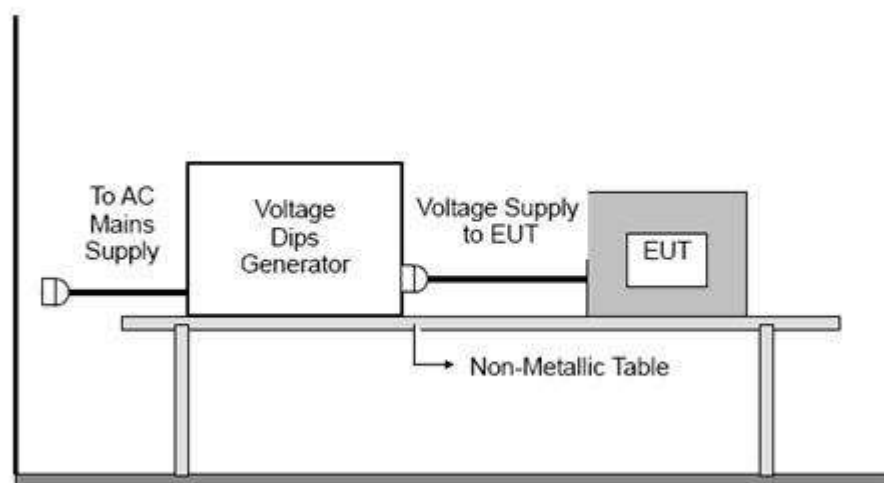 To AC
Mains
Supply
Voltage
Dips
Generator
Voltage Supply
to EUT
EUT
Non-Metallic Table